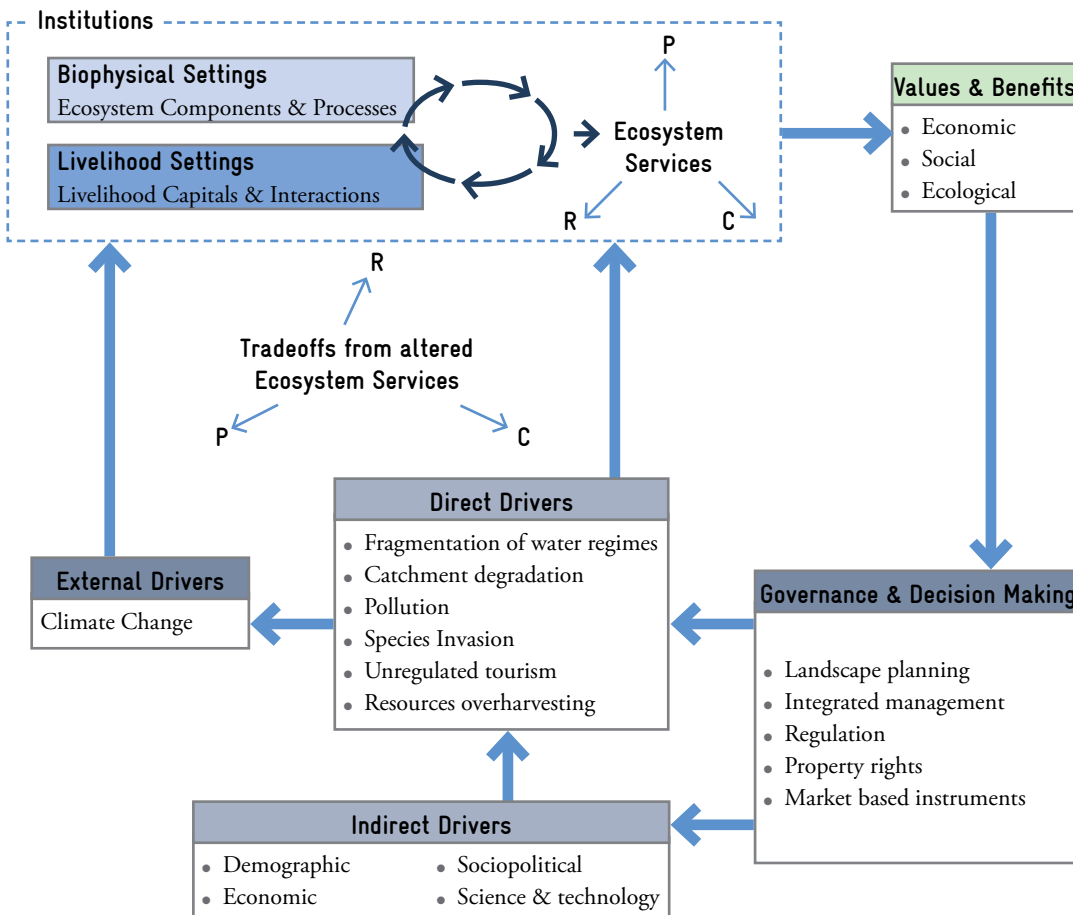 Institutions
Biophysical Settings
Ecosystem Components & Processes
Livelihood Settings
Livelihood Capitals & Interactions
P
Ecosystem
Services
R
C
Values & Benefits
Economic
Social
Ecological
R
Tradeoffs from altered
Ecosystem Services
P
C
Direct Drivers
Fragmentation of water regimes
Catchment degradation
Pollution
Species Invasion
Unregulated tourism
Resources overharvesting
External Drivers
Climate Change
Governance & Decision Making
Landscape planning
Integrated management
Regulation
Property rights
Market based instruments
Indirect Drivers
Demographic
Economic
Sociopolitical
Science & technology